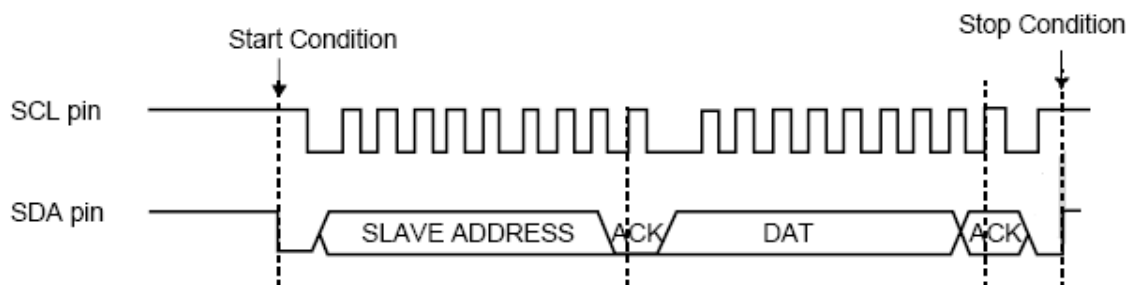 Start Condition
Stop Condition
SCL pin
SDA pin
SLAVE ADDRESS
ACK
DAT
ACK